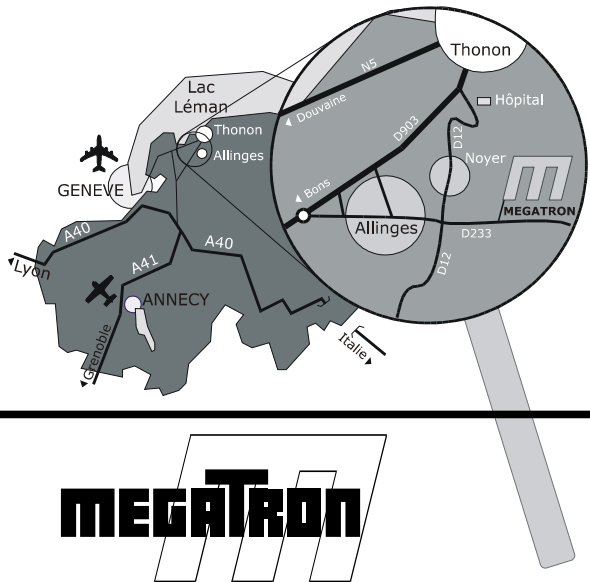 Lac
Léman
Thonon
Allinges
GENEVE
A40
A40
A41
Lyon
ANNECY
Grenoble
Italie
Thonon
N5
Douvaine
Hôpital
D903
D12
Noyer
Bons
MEGATRON
Allinges
D233
D12
MEGATRON